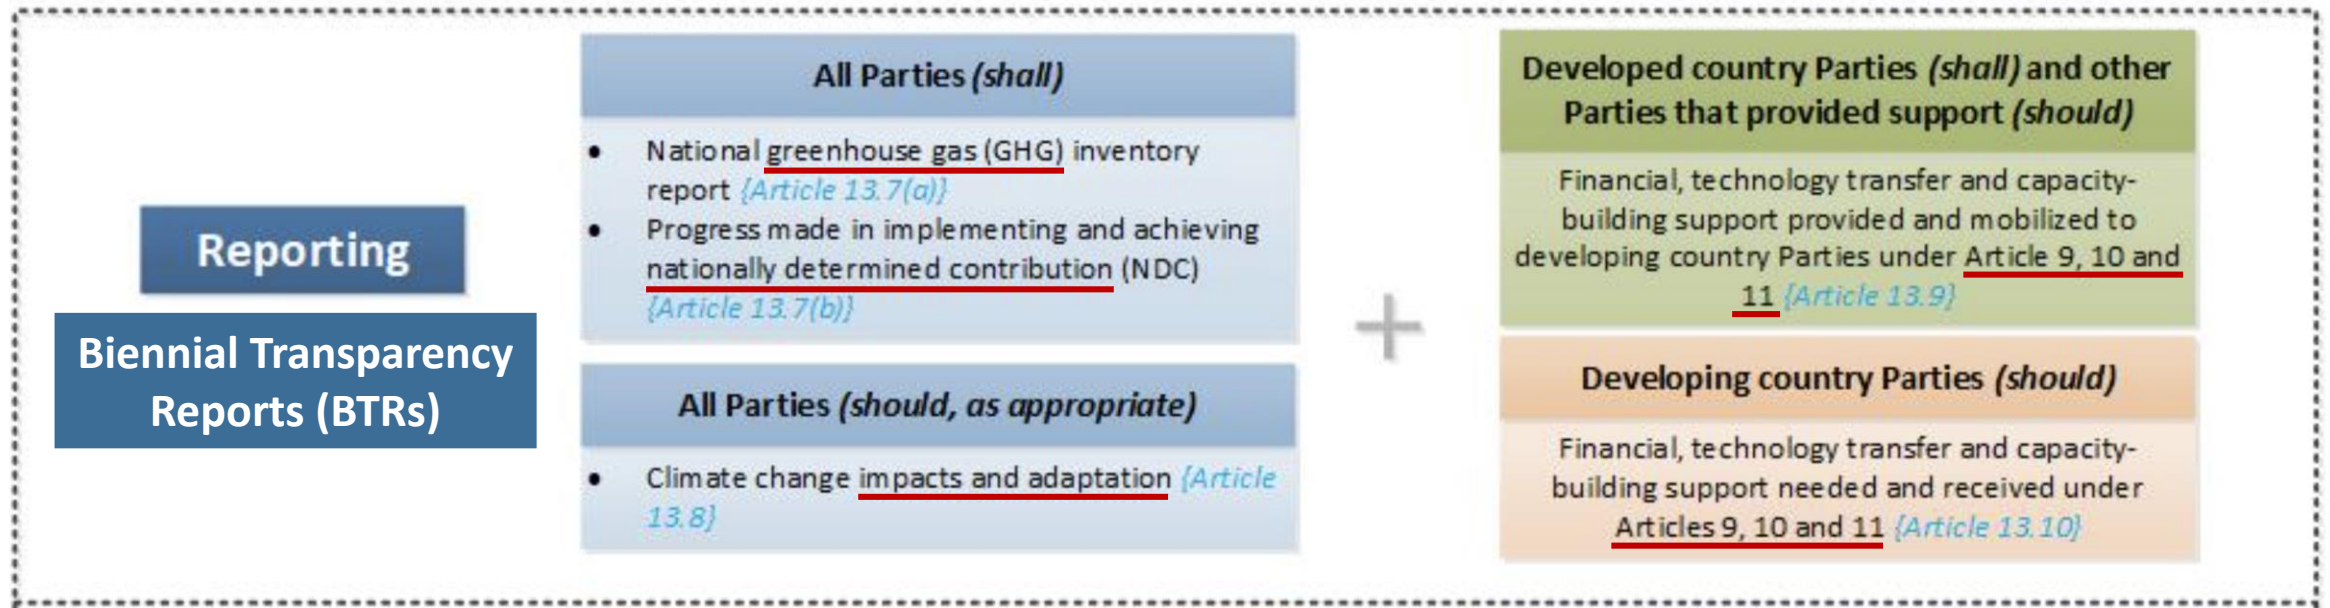 Reporting
Biennial Transparency
Reports (BTRs)
All Parties (shall)
• National greenhouse gas (GHG) inventory
report {Article 13.7(a)}
• Progress made in implementing and achieving
nationally determined contribution (NDC)
{Article 13.7(b)}
All Parties (should, as appropriate)
• Climate change impacts and adaptation {Article
13.8}
+
Developed country Parties (shall) and other
Parties that provided support (should)
Financial, technology transfer and capacity-
building support provided and mobilized to
developing country Parties under Article 9, 10 and
11 {Article 13.9}
Developing country Parties (should)
Financial, technology transfer and capacity-
building support needed and received under
Articles 9, 10 and 11 {Article 13.10}